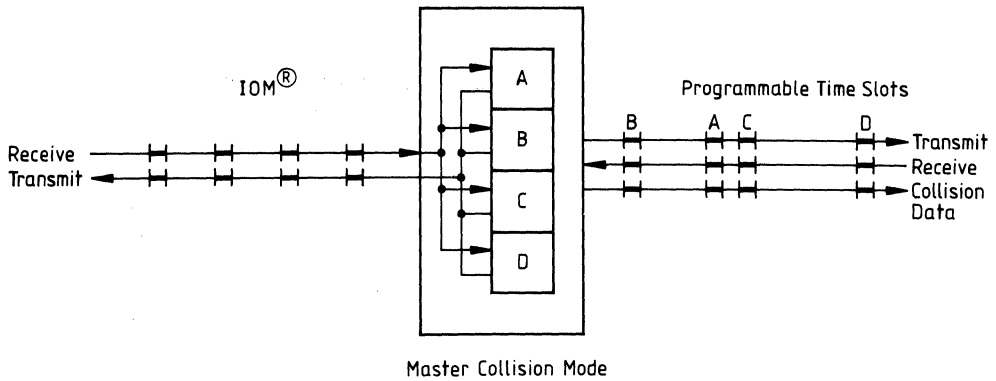 IOM®
Programmable Time Slots
A
B
C
D
B A C D
Receive
Transmit
Transmit
Receive
Collision
Data
Master Collision Mode